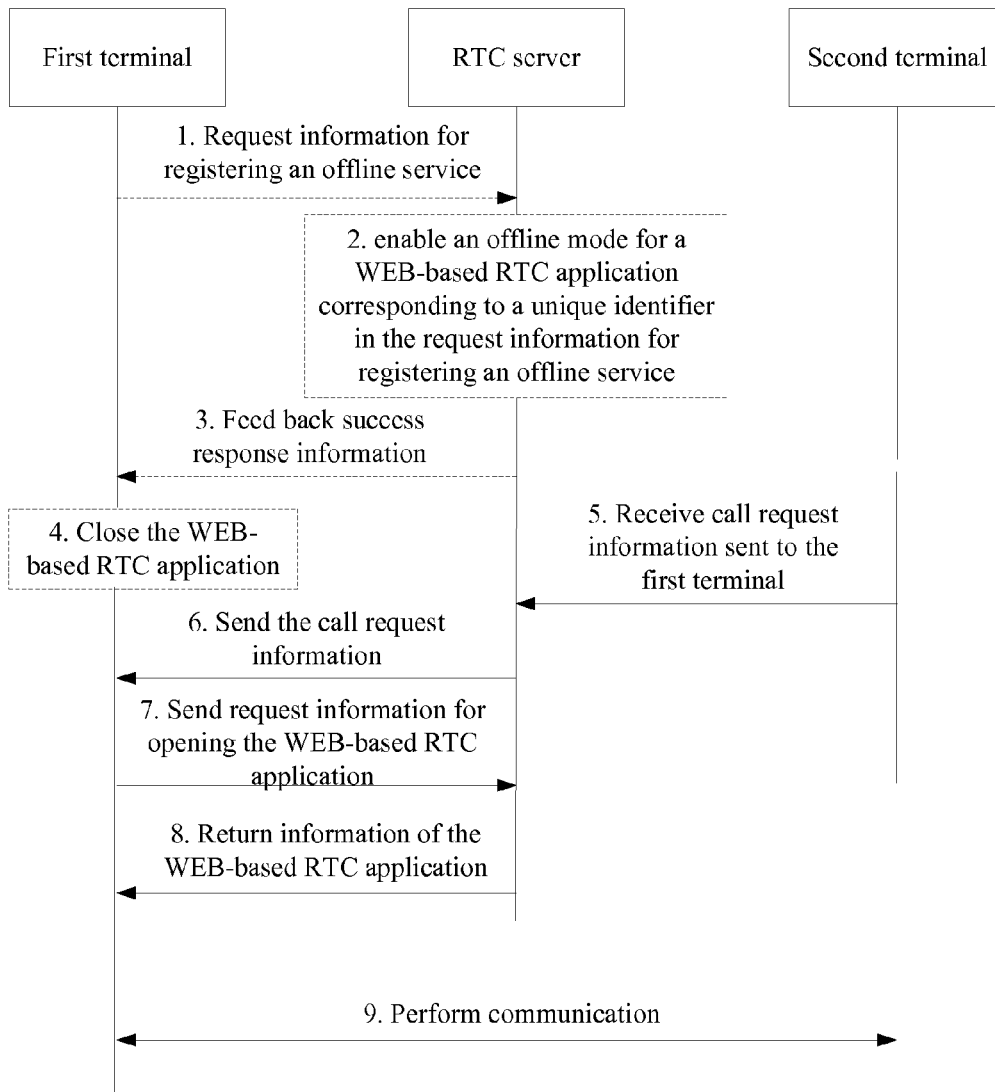 First terminal
RTC server
Second terminal
1. Request information for
registering an offline service
2. enable an offline mode for a
WEB-based RTC application
corresponding to a unique identifier
in the request information for
registering an offline service
3. Feed back success
response information
4. Close the WEB-
based RTC application
5. Receive call request
information sent to the
first terminal
6. Send the call request
information
7. Send request information for
opening the WEB-based RTC
application
8. Return information of the
WEB-based RTC application
9. Perform communication